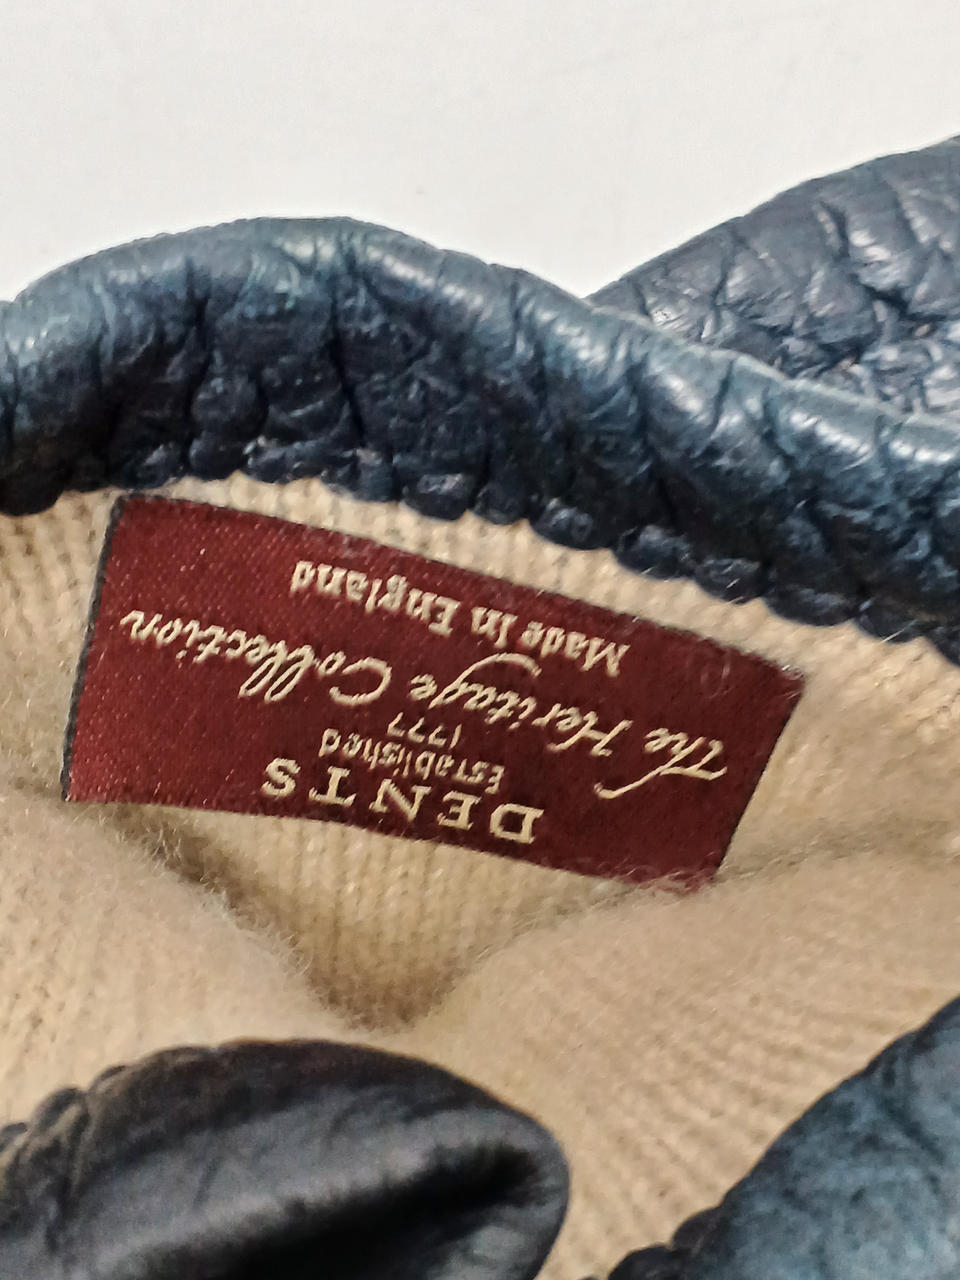 DENTS
Established
1777
The Heritage Collection
Made in England